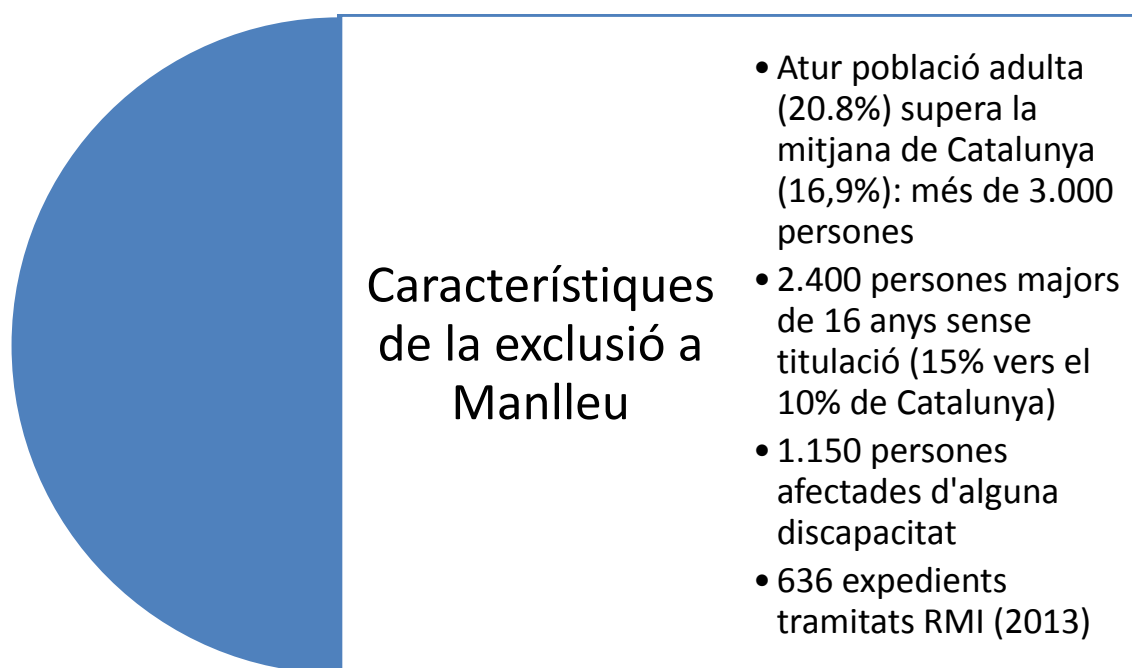 Característiques
de la exclusió a
Manlleu
• Atur població adulta
(20.8%) supera la
mitjana de Catalunya
(16,9%): més de 3.000
persones
• 2.400 persones majors
de 16 anys sense
titulació (15% vers el
10% de Catalunya)
• 1.150 persones
afectades d'alguna
discapacitat
• 636 expedients
tramitats RMI (2013)